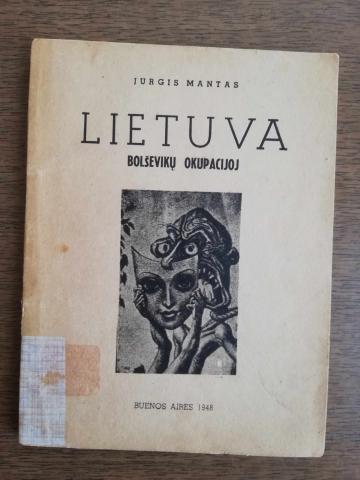 JURGIS MANTAS
LIETUVA
BOLŠEVIKŲ OKUPACIJOJ
BUENOS AIRES 1948